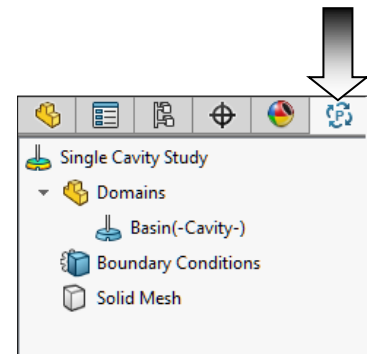 P
Single Cavity Study
Domains
Basin(-Cavity-)
Boundary Conditions
Solid Mesh